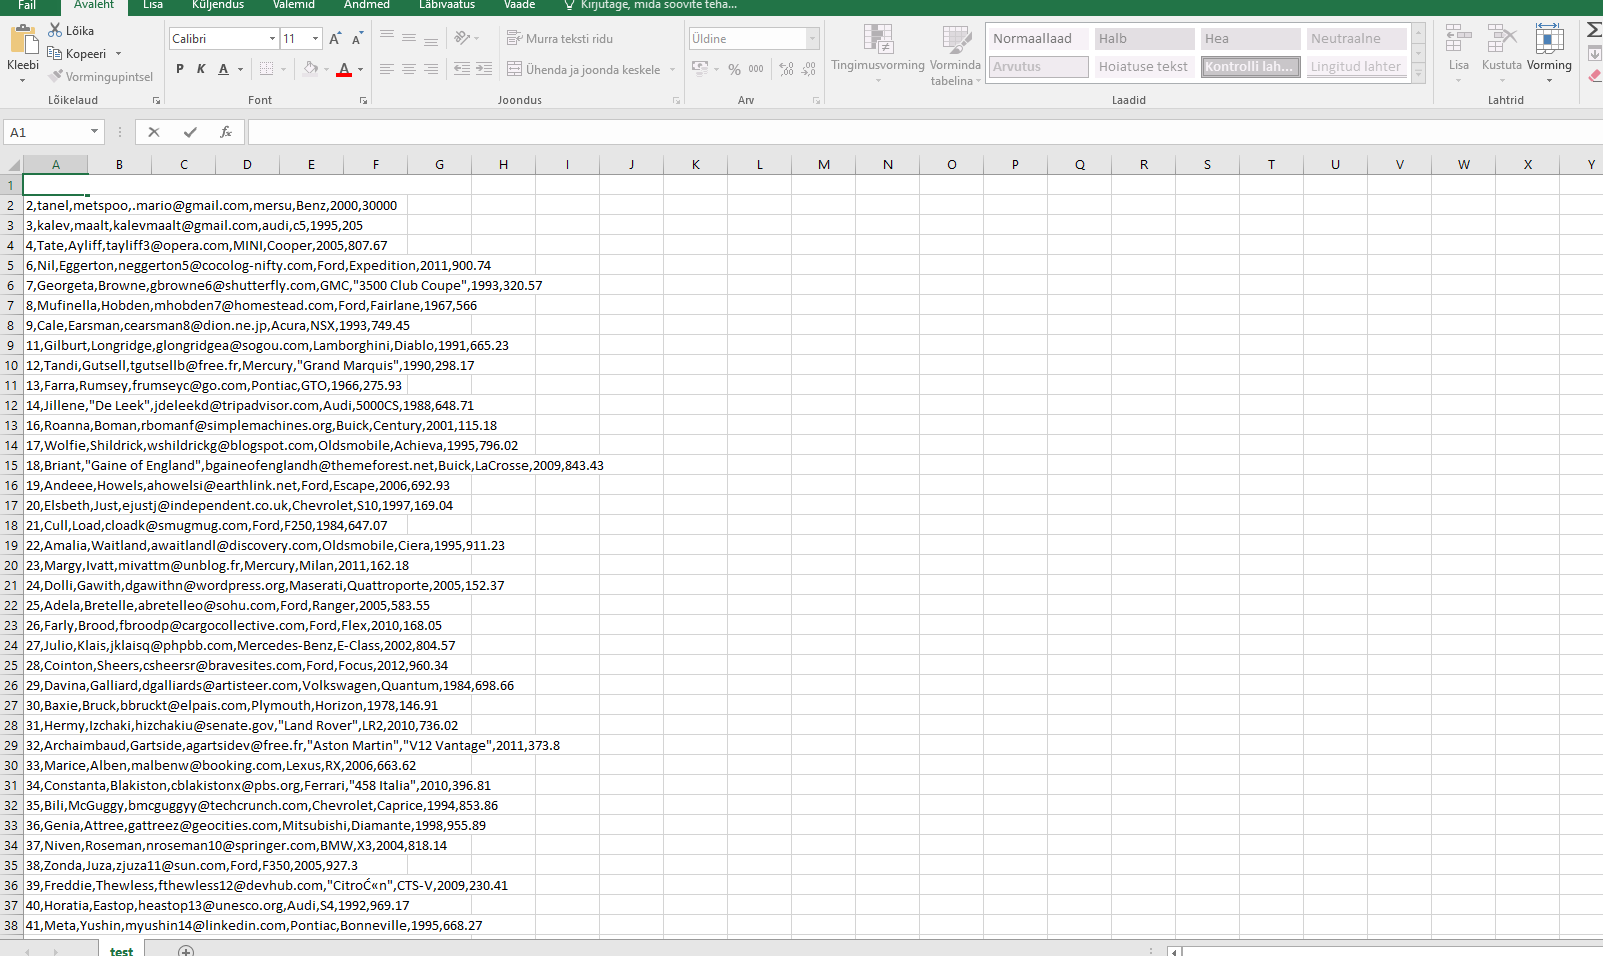 Fail Avaleht Lisa Küljendus Valemid Andmed Läbivaatus Vaade Kirjutage, mida soovite teha...
Kleebi
Lõika
Kopeeri
Vormingupintsel
Lõikelaud
Calibri 11
P K A A
Font
Murra teksti ridu
Ühenda ja joonda keskele
Joondus
Üldine
% 000
Arv
Tingimusvorming
Vorminda tabelina
Normaallaad Halb Hea Neutraalne
Arvutus Hoiatuse tekst Kontrolli lah... Lingitud lahter
Laadid
Lisa Kustuta Vorming
Lahtrid
A1 fx
A B C D E F G H I J K L M N O P Q R S T U V W X Y
1
2 2,tanel,metspoo,.mario@gmail.com,mersu,Benz,2000,30000
3 3,kalev,maalt,kalevmaalt@gmail.com,audi,c5,1995,205
4 4,Tate,Ayliff,tayliff3@opera.com,MINI,Cooper,2005,807.67
5 6,Nil,Eggerton,neggerton5@cocolog-nifty.com,Ford,Expedition,2011,900.74
6 7,Georgeta,Browne,gbrowne6@shutterfly.com,GMC,"3500 Club Coupe",1993,320.57
7 8,Mufinella,Hobden,mhobden7@homestead.com,Ford,Fairlane,1967,566
8 9,Cale,Earsman,cearsman8@dion.ne.jp,Acura,NSX,1993,749.45
9 11,Gilburt,Longridge,glongridgea@sogou.com,Lamborghini,Diablo,1991,665.23
10 12,Tandi,Gutsell,tgutsellb@free.fr,Mercury,"Grand Marquis",1990,298.17
11 13,Farra,Rumsey,frumseyc@go.com,Pontiac,GTO,1966,275.93
12 14,Jillene,"De Leek",jdeleekd@tripadvisor.com,Audi,5000CS,1988,648.71
13 16,Roanna,Boman,rbomanf@simplemachines.org,Buick,Century,2001,115.18
14 17,Wolfie,Shildrick,wshildrickg@blogspot.com,Oldsmobile,Achieva,1995,796.02
15 18,Briant,"Gaine of England",bgaineofenglandh@themeforest.net,Buick,LaCrosse,2009,843.43
16 19,Andeee,Howels,ahowelsi@earthlink.net,Ford,Escape,2006,692.93
17 20,Elsbeth,Just,ejustj@independent.co.uk,Chevrolet,S10,1997,169.04
18 21,Cull,Load,cloadk@smugmug.com,Ford,F250,1984,647.07
19 22,Amalia,Waitland,awaitlandl@discovery.com,Oldsmobile,Ciera,1995,911.23
20 23,Margy,Ivatt,mivattm@unblog.fr,Mercury,Milan,2011,162.18
21 24,Dolli,Gawith,dgawithn@wordpress.org,Maserati,Quattroporte,2005,152.37
22 25,Adela,Bretelle,abretelleo@sohu.com,Ford,Ranger,2005,583.55
23 26,Farly,Brood,fbroodp@cargocollective.com,Ford,Flex,2010,168.05
24 27,Julio,Klais,jklaisq@phpbb.com,Mercedes-Benz,E-Class,2002,804.57
25 28,Cointon,Sheers,csheersr@bravesites.com,Ford,Focus,2012,960.34
26 29,Davina,Galliard,dgalliards@artisteer.com,Volkswagen,Quantum,1984,698.66
27 30,Baxie,Bruck,bbruckt@elpais.com,Plymouth,Horizon,1978,146.91
28 31,Hermy,Izchaki,hizchakiu@senate.gov,"Land Rover",LR2,2010,736.02
29 32,Archaimbaud,Gartside,agartsidev@free.fr,"Aston Martin","V12 Vantage",2011,373.8
30 33,Marice,Alben,malbenw@booking.com,Lexus,RX,2006,663.62
31 34,Constanta,Blakiston,cblakistonx@pbs.org,Ferrari,"458 Italia",2010,396.81
32 35,Bili,McGuggy,bmcguggyy@techcrunch.com,Chevrolet,Caprice,1994,853.86
33 36,Genia,Attree,gattreez@geocities.com,Mitsubishi,Diamante,1998,955.89
34 37,Niven,Roseman,nroseman10@springer.com,BMW,X3,2004,818.14
35 38,Zonda,Juza,zjuza11@sun.com,Ford,F350,2005,927.3
36 39,Freddie,Thewless,fthewless12@devhub.com,"CitroĆ«n",CTS-V,2009,230.41
37 40,Horatia,Eastop,heastop13@unesco.org,Audi,S4,1992,969.17
38 41,Meta,Yushin,myushin14@linkedin.com,Pontiac,Bonneville,1995,668.27
test